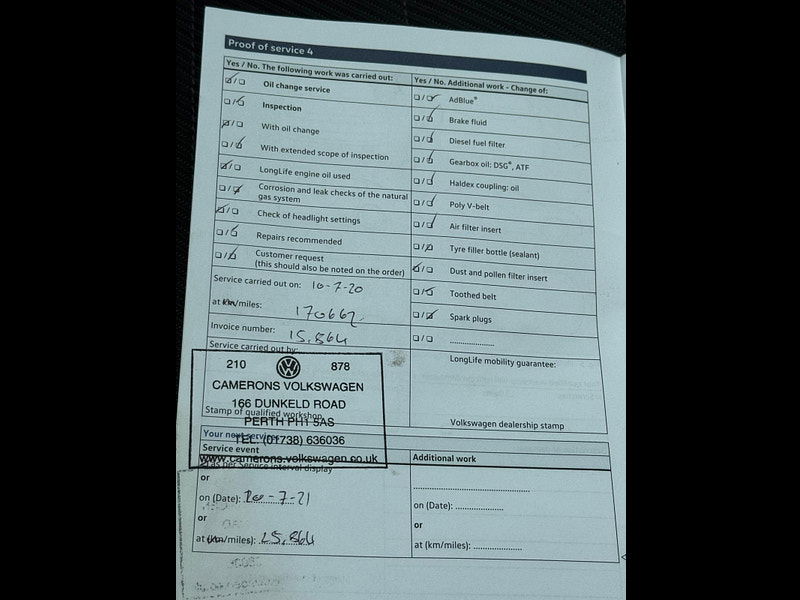 Proof of service 4
Yes / No. The following work was carried out:
Oil change service
Inspection
With oil change
With extended scope of inspection
LongLife engine oil used
Corrosion and leak checks of the natural
gas system
Check of headlight settings
Repairs recommended
Customer request
(this should also be noted on the order)
Service carried out on: 10-7-20
at km/miles:
Invoice number:
15,864
Service carried out by:
210 878
CAMERONS VOLKSWAGEN
166 DUNKELD ROAD
Stamp of qualified workshop
PERTH PH1 5AS
Your next service:
TEL: (01738) 636036
Service event
www.camerons.volkswagen.co.uk
as per Service interval display
or
on (Date): 10-7-21
or
at (km/miles): 25,864
Yes / No. Additional work - Change of:
AdBlue®
Brake fluid
Diesel fuel filter
Gearbox oil: DSG®, ATF
Haldex coupling: oil
Poly V-belt
Air filter insert
Tyre filler bottle (sealant)
Dust and pollen filter insert
Toothed belt
Spark plugs
LongLife mobility guarantee:
Volkswagen dealership stamp
Additional work
on (Date):
or
at (km/miles):